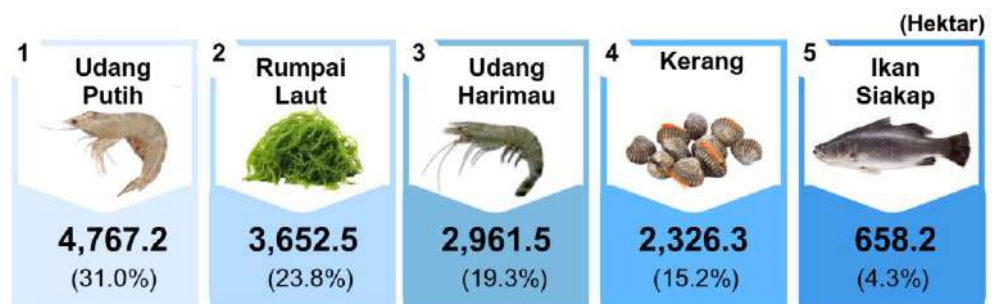 (Hektar)
1
Udang
Putih
4,767.2
(31.0%)
2
Rumpai
Laut
3,652.5
(23.8%)
3
Udang
Harimau
2,961.5
(19.3%)
4
Kerang
2,326.3
(15.2%)
5
Ikan
Siakap
658.2
(4.3%)